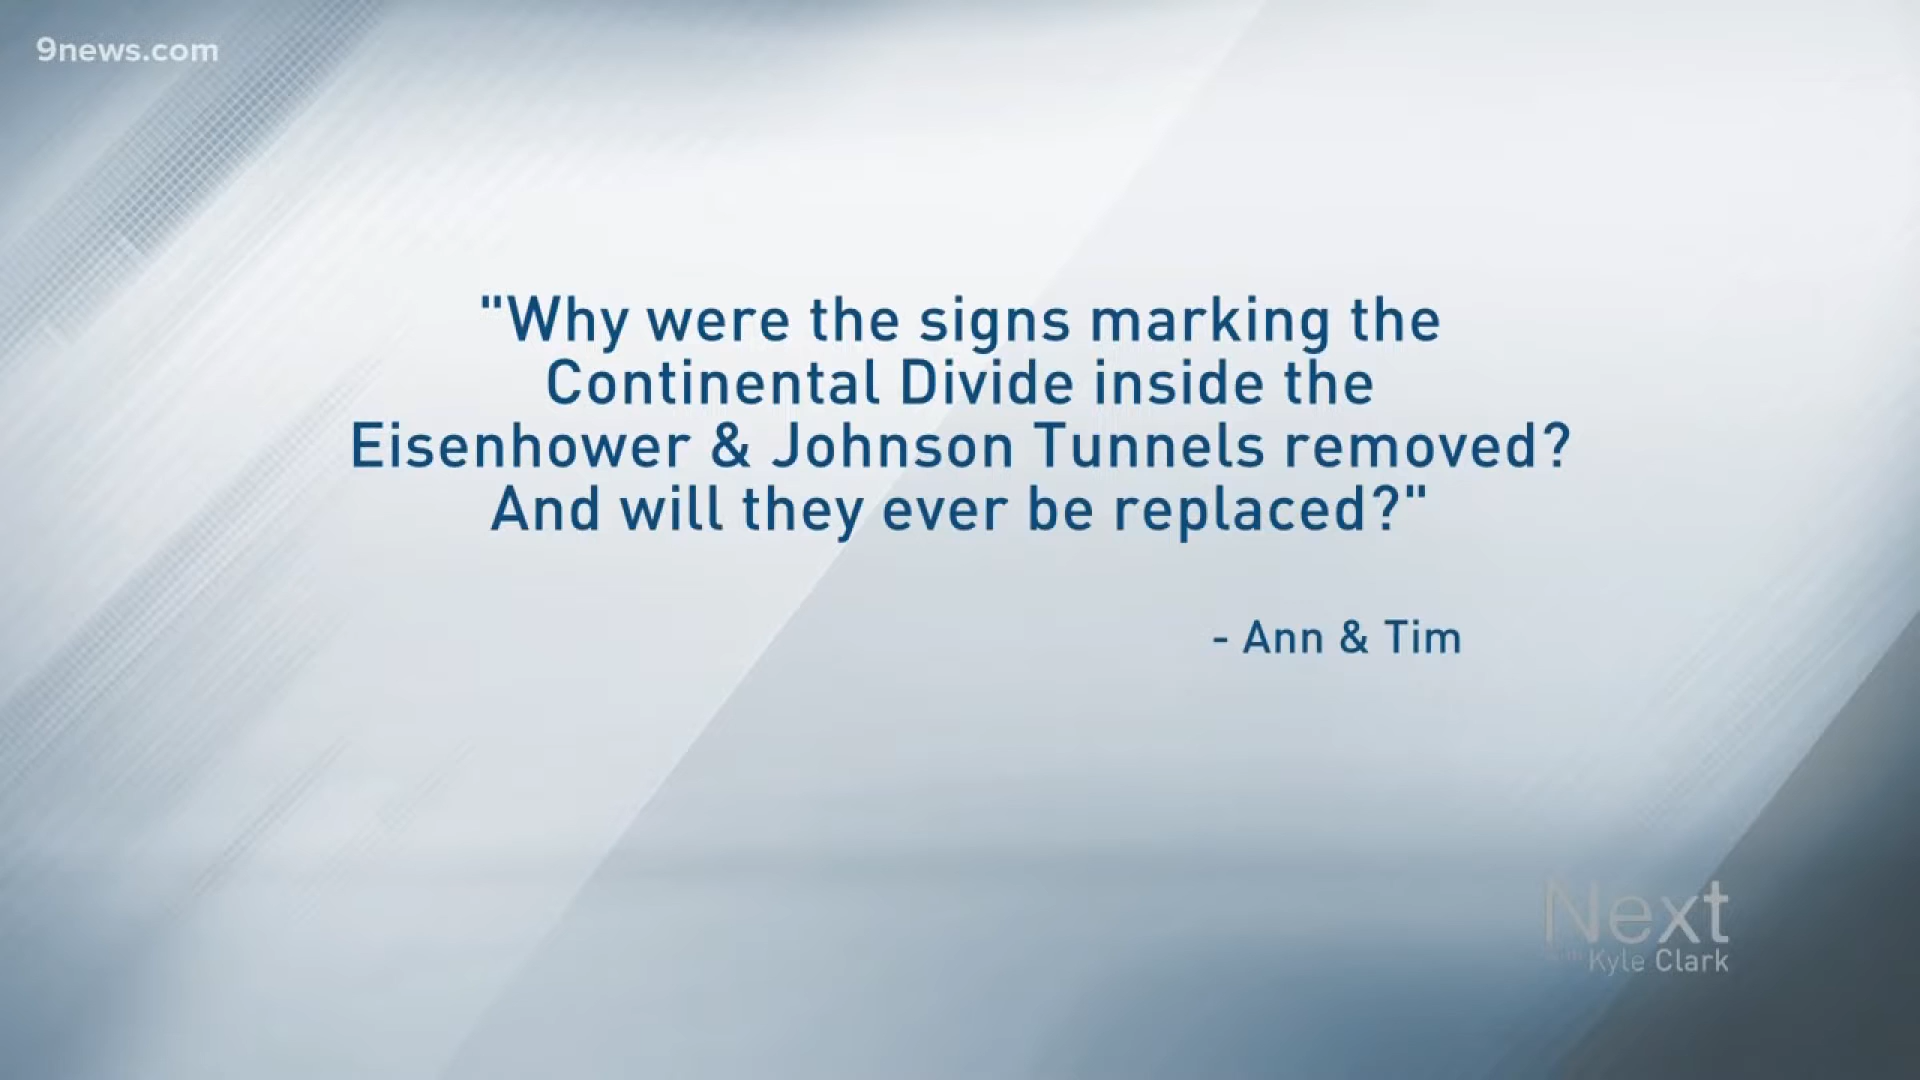 9news.com
"Why were the signs marking the
Continental Divide inside the
Eisenhower & Johnson Tunnels removed?
And will they ever be replaced?"
- Ann & Tim
Next
with Kyle Clark